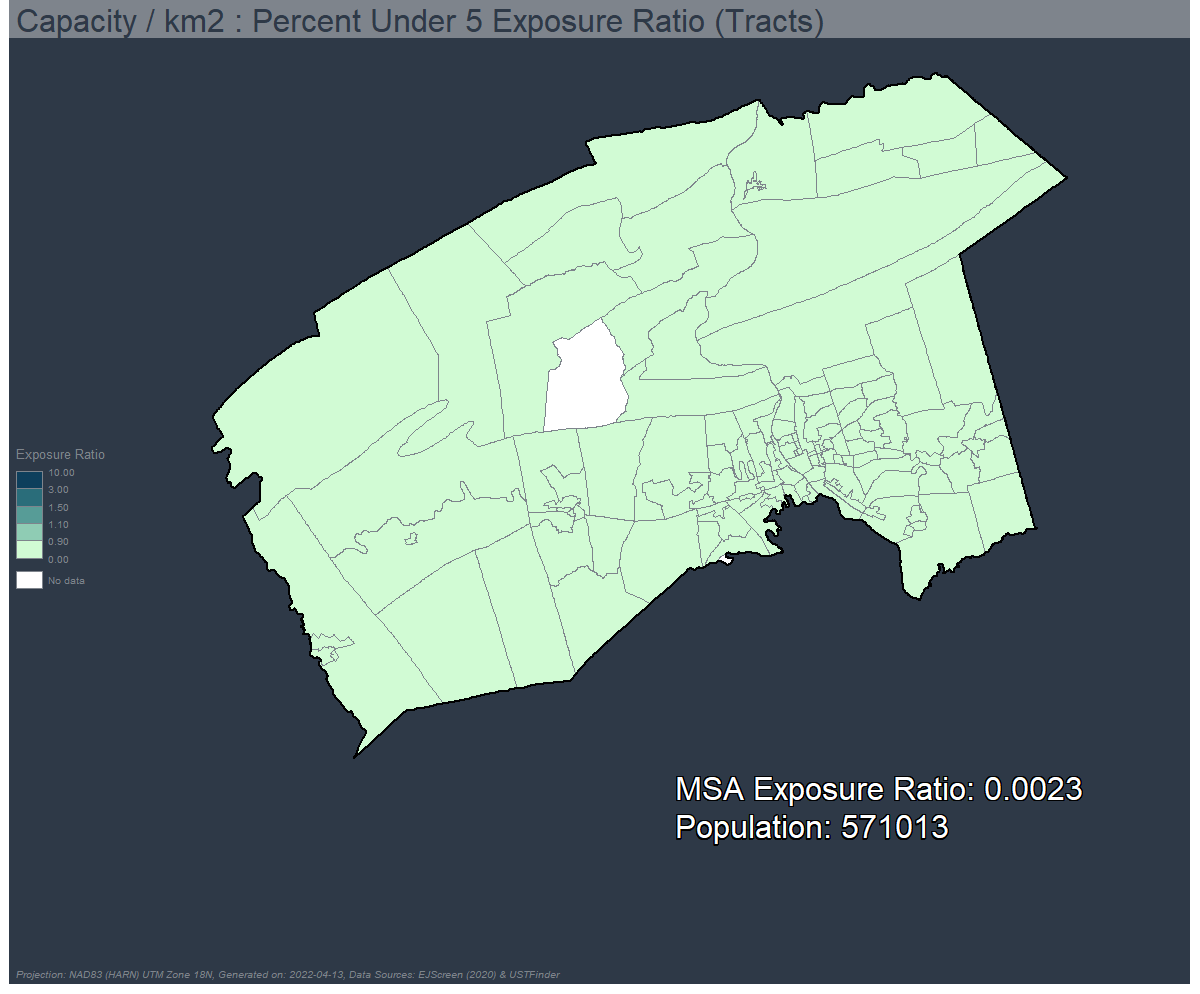 Capacity / km2 : Percent Under 5 Exposure Ratio (Tracts)
Exposure Ratio
10.00
3.00
1.50
1.10
0.90
0.00
No data
MSA Exposure Ratio: 0.0023
Population: 571013
Projection: NAD83 (HARN) UTM Zone 18N, Generated on: 2022-04-13, Data Sources: EJScreen (2020) & USTFinder